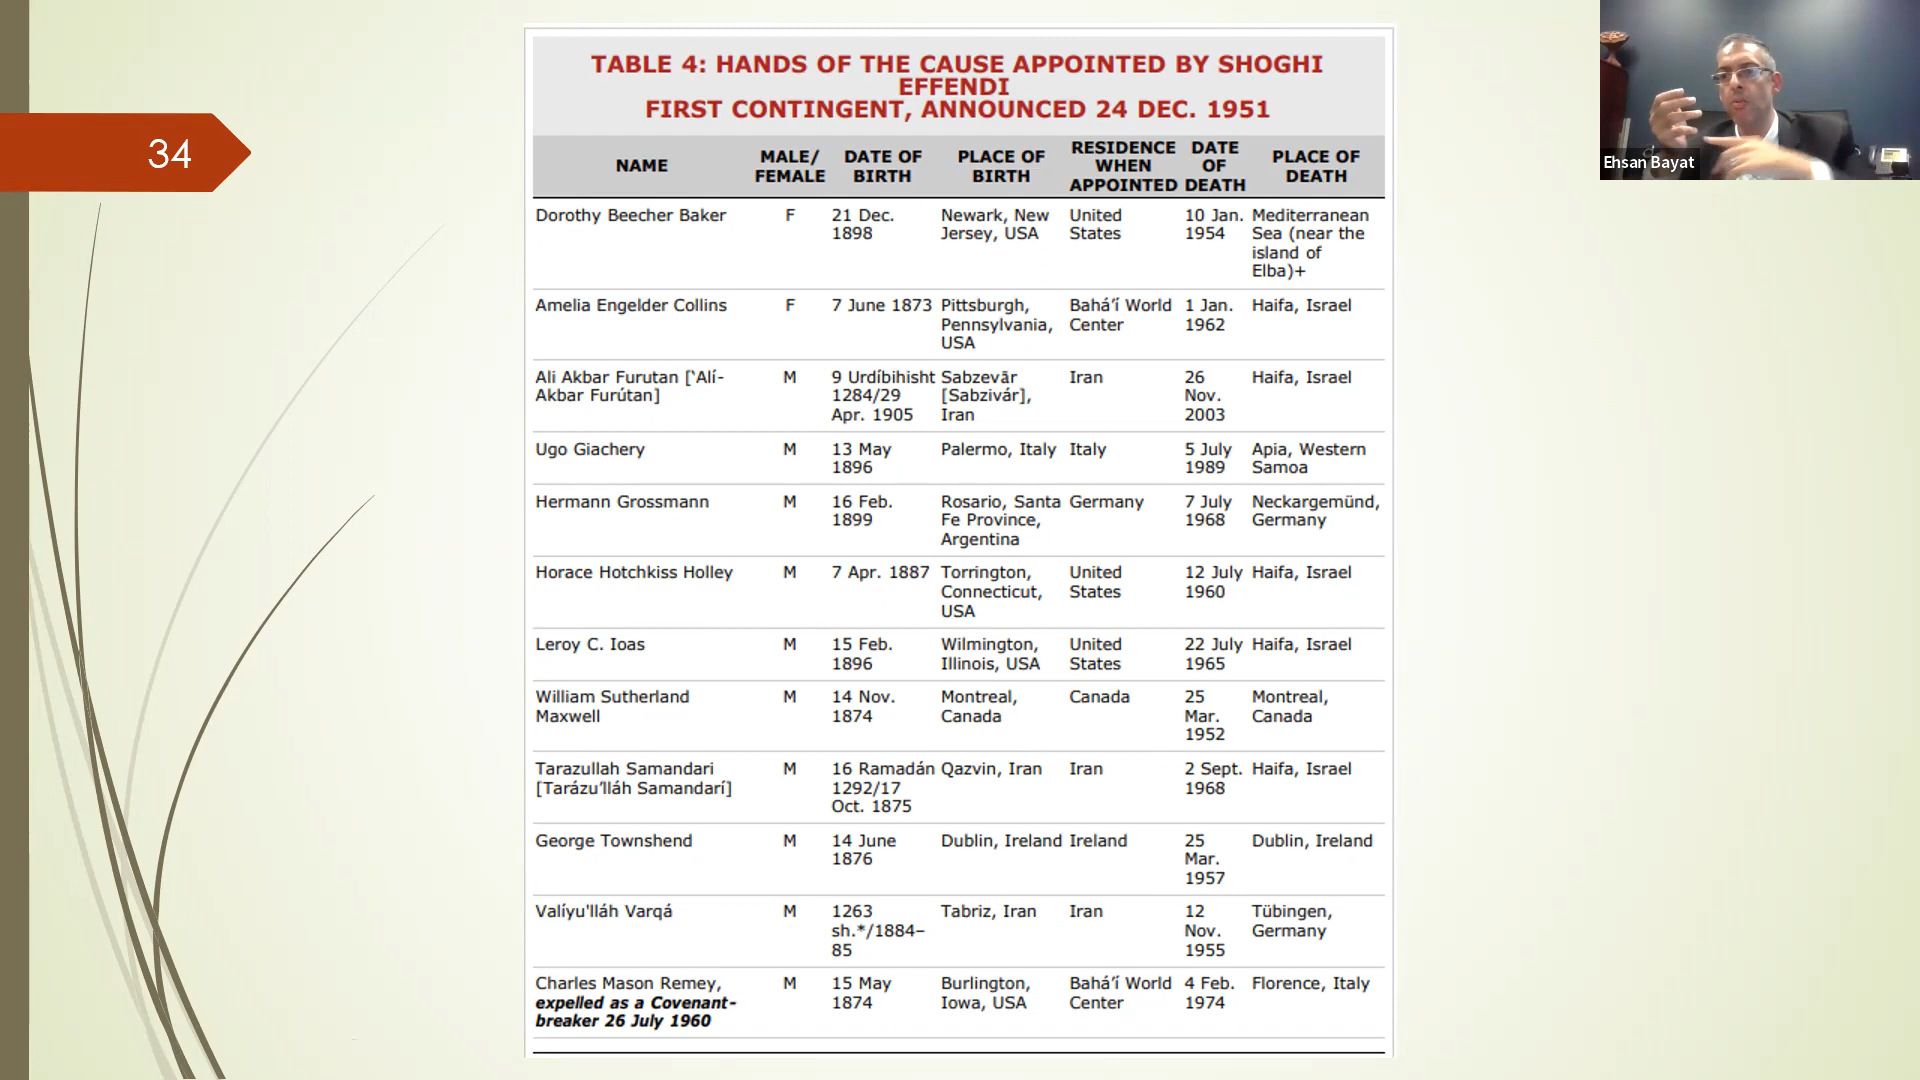 34
TABLE 4: HANDS OF THE CAUSE APPOINTED BY SHOGHI
EFFENDI
FIRST CONTINGENT, ANNOUNCED 24 DEC. 1951
NAME
MALE/
FEMALE
DATE OF
BIRTH
PLACE OF
BIRTH
RESIDENCE
WHEN
APPOINTED
DATE
OF
DEATH
PLACE OF
DEATH
Dorothy Beecher Baker
F
21 Dec.
1898
Newark, New
Jersey, USA
United
States
10 Jan.
1954
Mediterranean
Sea (near the
island of
Elba)+
Amelia Engelder Collins
F
7 June 1873
Pittsburgh,
Pennsylvania,
USA
Bahá’í World
Center
1 Jan.
1962
Haifa, Israel
Ali Akbar Furutan [‘Alí-
Akbar Furútan]
M
9 Urdíbihisht
1284/29
Apr. 1905
Sabzevār
[Sabzivár],
Iran
Iran
26
Nov.
2003
Haifa, Israel
Ugo Giachery
M
13 May
1896
Palermo, Italy
Italy
5 July
1989
Apia, Western
Samoa
Hermann Grossmann
M
16 Feb.
1899
Rosario, Santa
Fe Province,
Argentina
Germany
7 July
1968
Neckargemünd,
Germany
Horace Hotchkiss Holley
M
7 Apr. 1887
Torrington,
Connecticut,
USA
United
States
12 July
1960
Haifa, Israel
Leroy C. Ioas
M
15 Feb.
1896
Wilmington,
Illinois, USA
United
States
22 July
1965
Haifa, Israel
William Sutherland
Maxwell
M
14 Nov.
1874
Montreal,
Canada
Canada
25
Mar.
1952
Montreal,
Canada
Tarazullah Samandari
[Tarázu’lláh Samandarí]
M
16 Ramadán
1292/17
Oct. 1875
Qazvin, Iran
Iran
2 Sept.
1968
Haifa, Israel
George Townshend
M
14 June
1876
Dublin, Ireland
Ireland
25
Mar.
1957
Dublin, Ireland
Valíyu'lláh Varqá
M
1263
sh.*/1884–
85
Tabriz, Iran
Iran
12
Nov.
1955
Tübingen,
Germany
Charles Mason Remey,
expelled as a Covenant-
breaker 26 July 1960
M
15 May
1874
Burlington,
Iowa, USA
Bahá’í World
Center
4 Feb.
1974
Florence, Italy
Ehsan Bayat